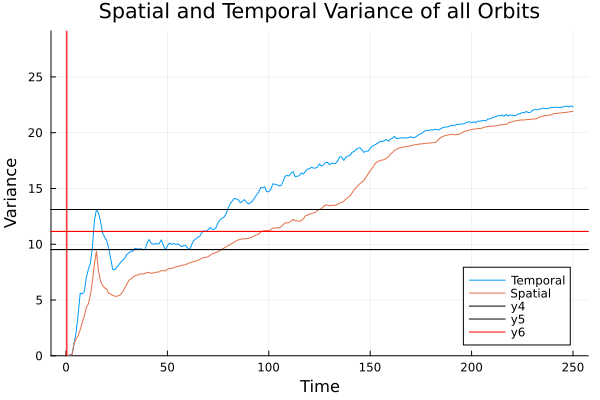 Spatial and Temporal Variance of all Orbits
Variance
25
20
15
10
5
0
0 50 100 150 200 250
Time
Temporal
Spatial
y4
y5
y6